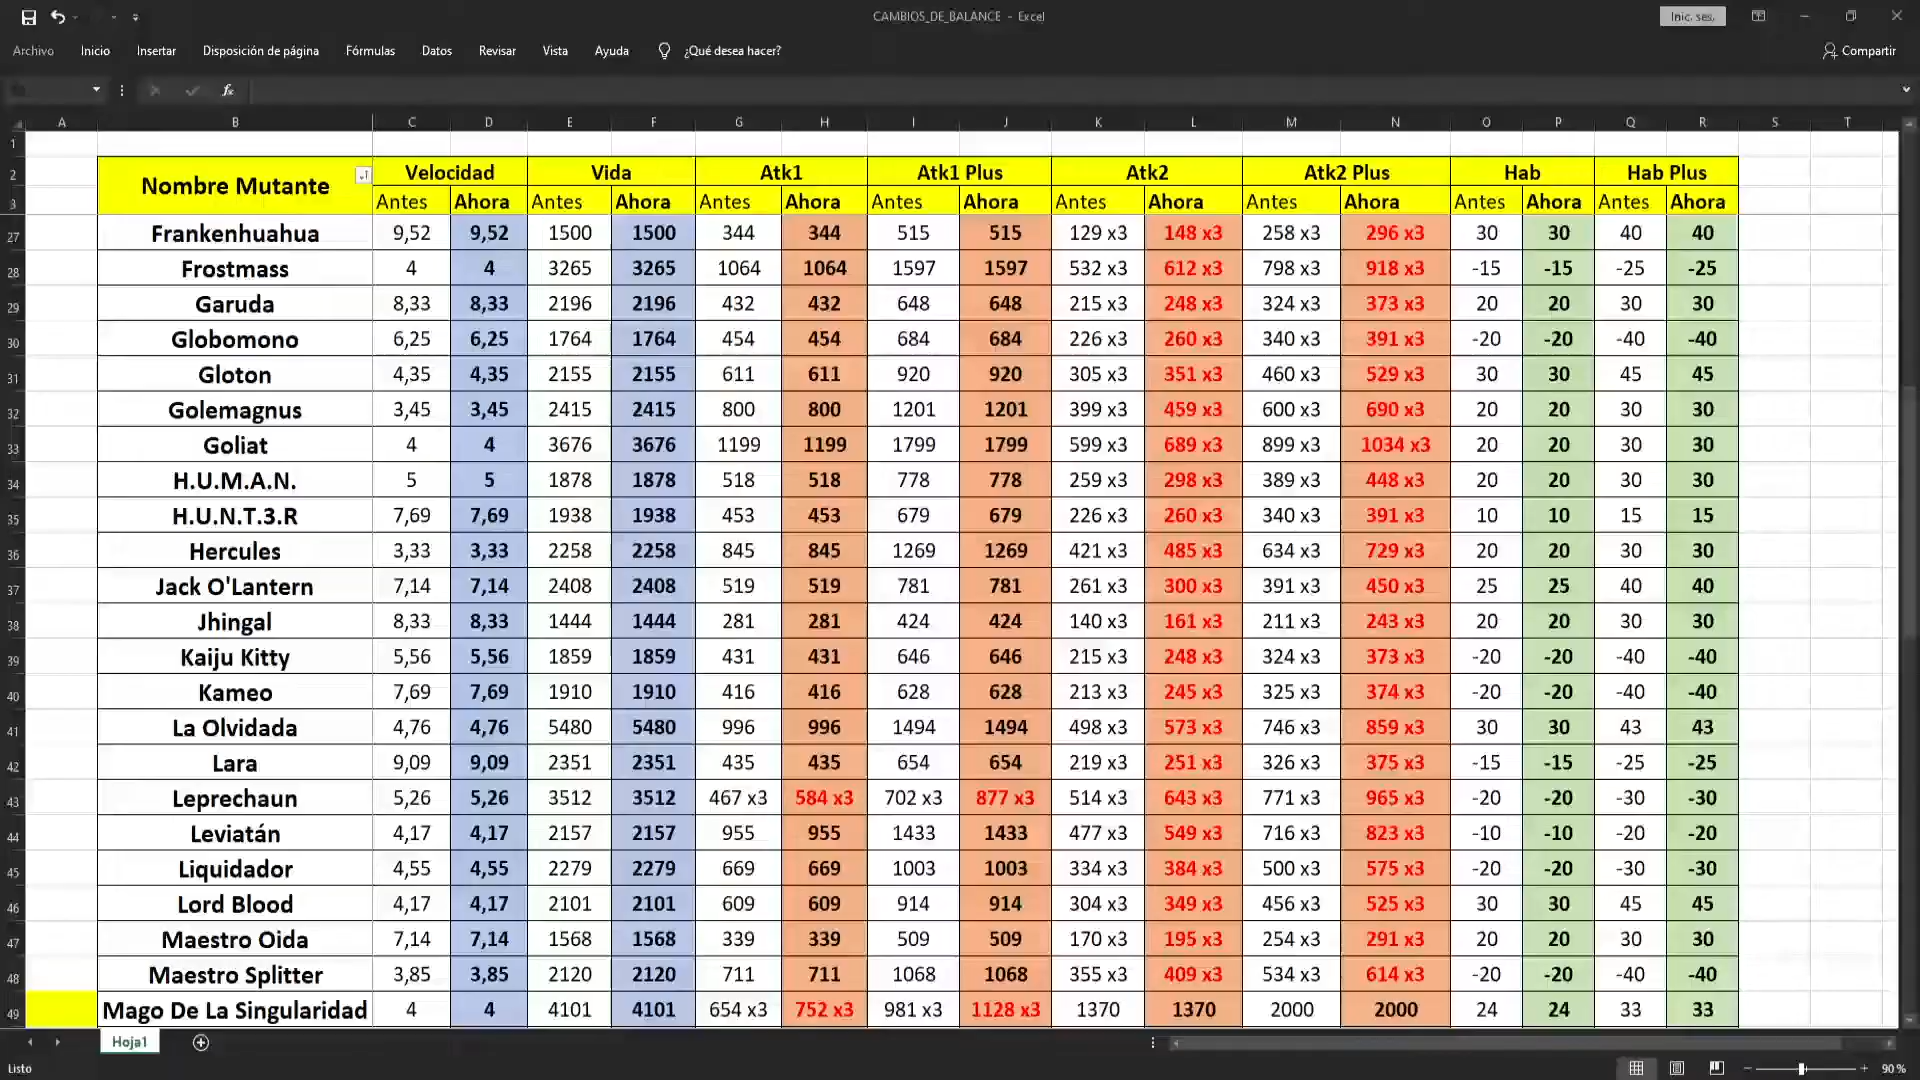 CAMBIOS_DE_BALANCE - Excel
Inic. ses.
Archivo Inicio Insertar Disposición de página Fórmulas Datos Revisar Vista Ayuda ¿Qué desea hacer? Compartir
fx
A B C D E F G H I J K L M N O P Q R S T
1
2 Nombre Mutante Velocidad Vida Atk1 Atk1 Plus Atk2 Atk2 Plus Hab Hab Plus
3 Antes Ahora Antes Ahora Antes Ahora Antes Ahora Antes Ahora Antes Ahora Antes Ahora Antes Ahora
27 Frankenhuahua 9,52 9,52 1500 1500 344 344 515 515 129 x3 148 x3 258 x3 296 x3 30 30 40 40
28 Frostmass 4 4 3265 3265 1064 1064 1597 1597 532 x3 612 x3 798 x3 918 x3 -15 -15 -25 -25
29 Garuda 8,33 8,33 2196 2196 432 432 648 648 215 x3 248 x3 324 x3 373 x3 20 20 30 30
30 Globomono 6,25 6,25 1764 1764 454 454 684 684 226 x3 260 x3 340 x3 391 x3 -20 -20 -40 -40
31 Gloton 4,35 4,35 2155 2155 611 611 920 920 305 x3 351 x3 460 x3 529 x3 30 30 45 45
32 Golemagnus 3,45 3,45 2415 2415 800 800 1201 1201 399 x3 459 x3 600 x3 690 x3 20 20 30 30
33 Goliat 4 4 3676 3676 1199 1199 1799 1799 599 x3 689 x3 899 x3 1034 x3 20 20 30 30
34 H.U.M.A.N. 5 5 1878 1878 518 518 778 778 259 x3 298 x3 389 x3 448 x3 20 20 30 30
35 H.U.N.T.3.R 7,69 7,69 1938 1938 453 453 679 679 226 x3 260 x3 340 x3 391 x3 10 10 15 15
36 Hercules 3,33 3,33 2258 2258 845 845 1269 1269 421 x3 485 x3 634 x3 729 x3 20 20 30 30
37 Jack O'Lantern 7,14 7,14 2408 2408 519 519 781 781 261 x3 300 x3 391 x3 450 x3 25 25 40 40
38 Jhingal 8,33 8,33 1444 1444 281 281 424 424 140 x3 161 x3 211 x3 243 x3 20 20 30 30
39 Kaiju Kitty 5,56 5,56 1859 1859 431 431 646 646 215 x3 248 x3 324 x3 373 x3 -20 -20 -40 -40
40 Kameo 7,69 7,69 1910 1910 416 416 628 628 213 x3 245 x3 325 x3 374 x3 -20 -20 -40 -40
41 La Olvidada 4,76 4,76 5480 5480 996 996 1494 1494 498 x3 573 x3 746 x3 859 x3 30 30 43 43
42 Lara 9,09 9,09 2351 2351 435 435 654 654 219 x3 251 x3 326 x3 375 x3 -15 -15 -25 -25
43 Leprechaun 5,26 5,26 3512 3512 467 x3 584 x3 702 x3 877 x3 514 x3 643 x3 771 x3 965 x3 -20 -20 -30 -30
44 Leviatán 4,17 4,17 2157 2157 955 955 1433 1433 477 x3 549 x3 716 x3 823 x3 -10 -10 -20 -20
45 Liquidador 4,55 4,55 2279 2279 669 669 1003 1003 334 x3 384 x3 500 x3 575 x3 -20 -20 -30 -30
46 Lord Blood 4,17 4,17 2101 2101 609 609 914 914 304 x3 349 x3 456 x3 525 x3 30 30 45 45
47 Maestro Oida 7,14 7,14 1568 1568 339 339 509 509 170 x3 195 x3 254 x3 291 x3 20 20 30 30
48 Maestro Splitter 3,85 3,85 2120 2120 711 711 1068 1068 355 x3 409 x3 534 x3 614 x3 -20 -20 -40 -40
49 Mago De La Singularidad 4 4 4101 4101 654 x3 752 x3 981 x3 1128 x3 1370 1370 2000 2000 24 24 33 33
Hoja1
Listo
90 %